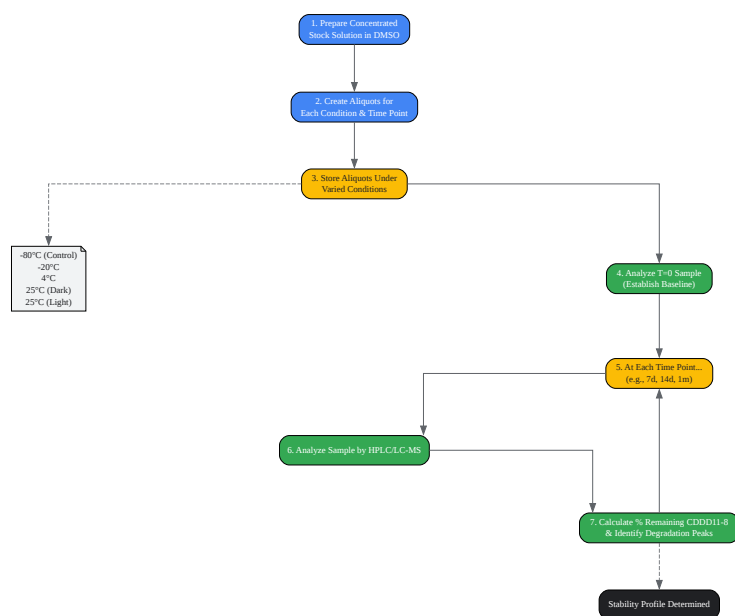 1. Prepare Concentrated
Stock Solution in DMSO
2. Create Aliquots for
Each Condition & Time Point
3. Store Aliquots Under
Varied Conditions
-80°C (Control)
-20°C
4°C
25°C (Dark)
25°C (Light)
4. Analyze T=0 Sample
(Establish Baseline)
5. At Each Time Point...
(e.g., 7d, 14d, 1m)
6. Analyze Sample by HPLC/LC-MS
7. Calculate % Remaining CDDD11-8
& Identify Degradation Peaks
Stability Profile Determined